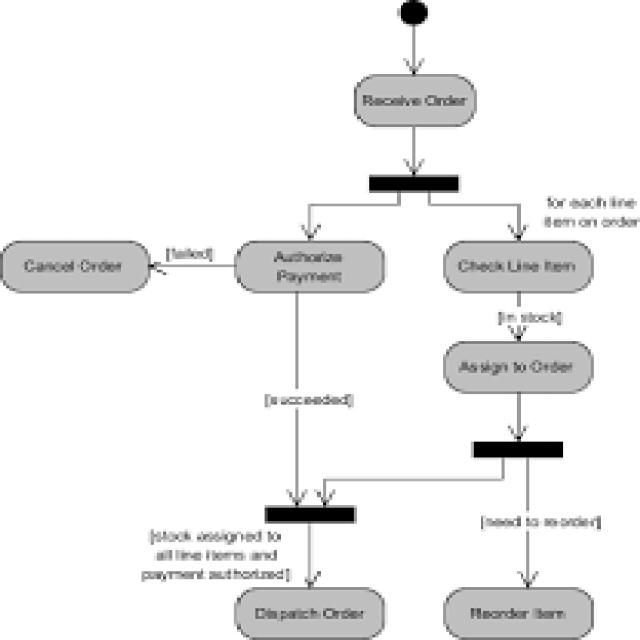 Receive Order
for each line
item on order
[failed]
Cancel Order
Authorize
Payment
Check Line Item
[in stock]
Assign to Order
[succeeded]
[need to reorder]
[stock assigned to
all line items and
payment authorized]
Dispatch Order
Reorder Item